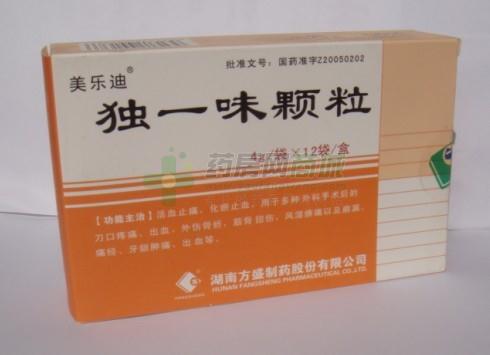 批准文号:国药准字Z20050202
美乐迪®
独一味颗粒
4g/袋×12袋/盒
药房网商城
【功能主治】活血止痛,化瘀止血。用于多种外科手术后的
刀口疼痛、出血,外伤骨折,筋骨扭伤,风湿痹痛以及崩漏、
痛经、牙龈肿痛、出血等。
湖南方盛制药股份有限公司
HUNAN FANGSHENG PHARMACEUTICAL CO.,LTD.
FANGSHENG